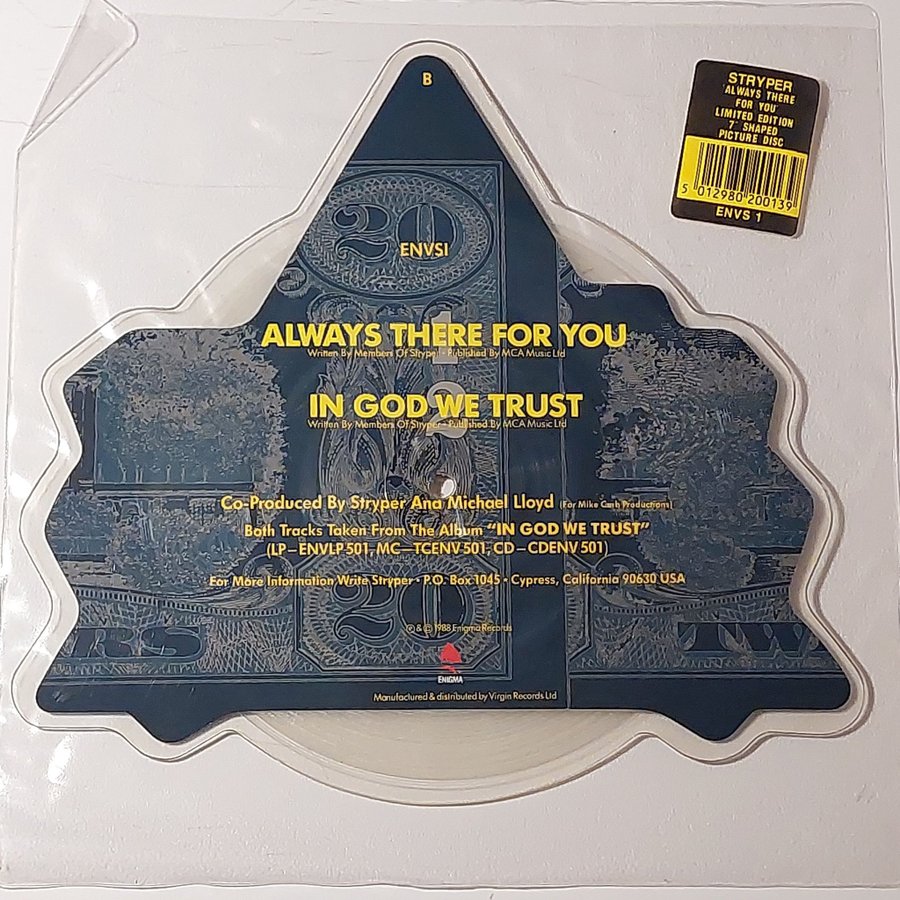 B
STRYPER
'ALWAYS THERE
FOR YOU'
LIMITED EDITION
7" SHAPED
PICTURE DISC
5 012980 200139
ENVS 1
20
ENVSI
1
ALWAYS THERE FOR YOU
Written By Members Of Stryper • Published By MCA Music Ltd
2
IN GOD WE TRUST
Written By Members Of Stryper • Published By MCA Music Ltd
Co-Produced By Stryper And Michael Lloyd (For Mike Curb Productions)
Both Tracks Taken From The Album "IN GOD WE TRUST"
(LP–ENVLP 501, MC–TCENV 501, CD–CDENV 501)
For More Information Write Stryper • P.O. Box 1045 • Cypress, California 90630 USA
20
℗ & © 1988 Enigma Records
RS
TW
ENIGMA
Manufactured & distributed by Virgin Records Ltd